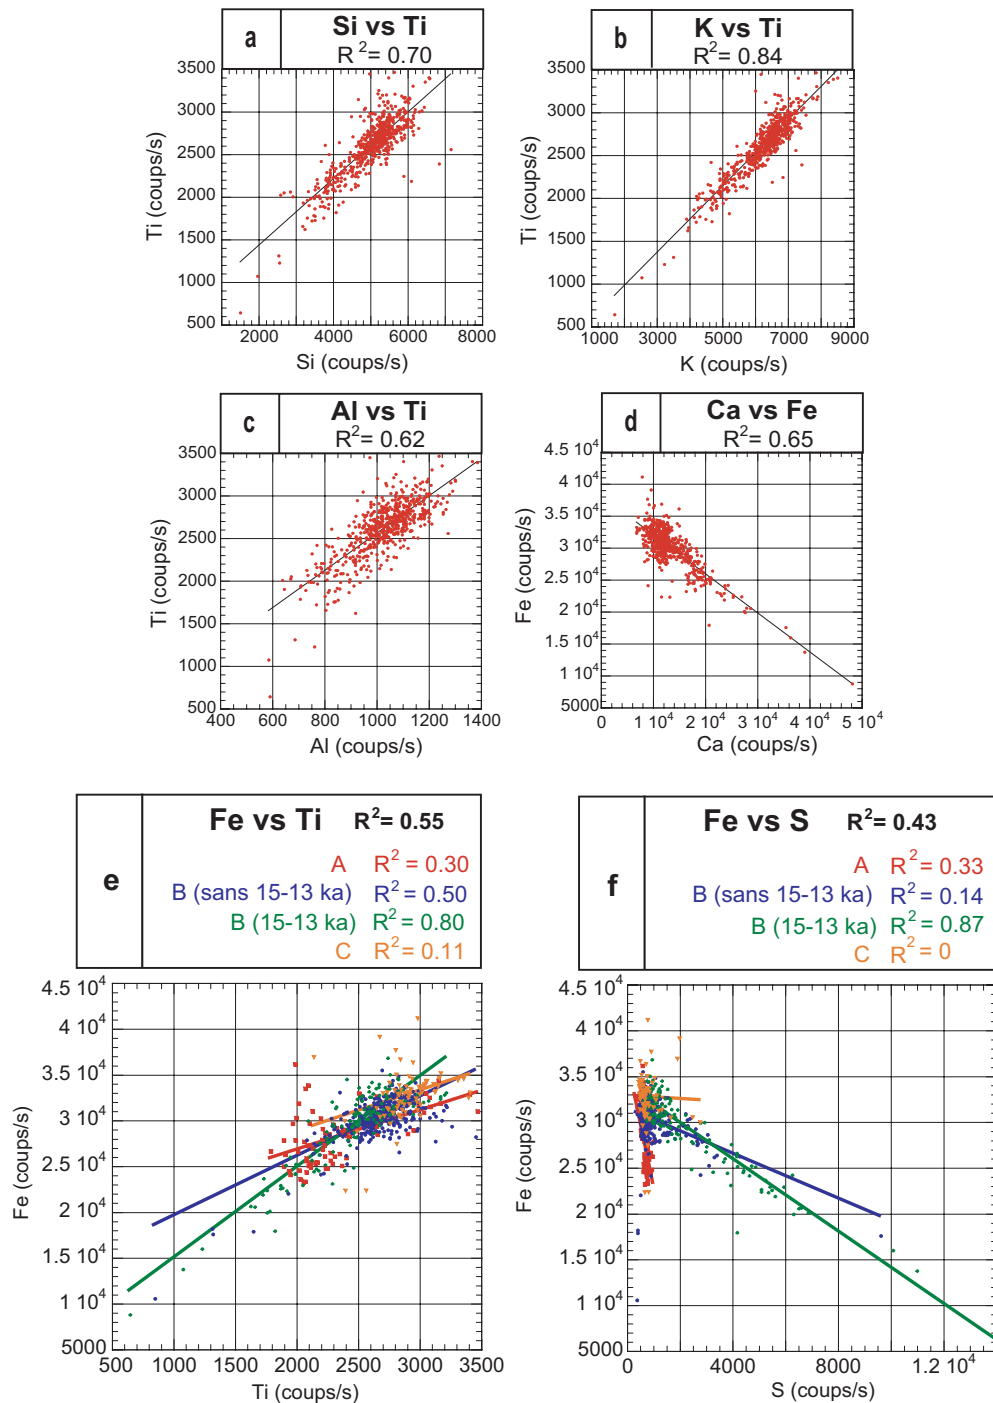 a
Si vs Ti
R²= 0.70
3500
3000
2500
2000
1500
1000
500
Ti (coups/s)
2000 4000 6000 8000
Si (coups/s)
b
K vs Ti
R²= 0.84
3500
3000
2500
2000
1500
1000
500
Ti (coups/s)
1000 3000 5000 7000 9000
K (coups/s)
c
Al vs Ti
R²= 0.62
3500
3000
2500
2000
1500
1000
500
Ti (coups/s)
400 600 800 1000 1200 1400
Al (coups/s)
d
Ca vs Fe
R²= 0.65
4.5 10⁴
4 10⁴
3.5 10⁴
3 10⁴
2.5 10⁴
2 10⁴
1.5 10⁴
1 10⁴
5000
Fe (coups/s)
0 1 10⁴ 2 10⁴ 3 10⁴ 4 10⁴ 5 10⁴
Ca (coups/s)
e
Fe vs Ti R²= 0.55
A R² = 0.30
B (sans 15-13 ka) R² = 0.50
B (15-13 ka) R² = 0.80
C R² = 0.11
4.5 10⁴
4 10⁴
3.5 10⁴
3 10⁴
2.5 10⁴
2 10⁴
1.5 10⁴
1 10⁴
5000
Fe (coups/s)
500 1000 1500 2000 2500 3000 3500
Ti (coups/s)
f
Fe vs S R²= 0.43
A R² = 0.33
B (sans 15-13 ka) R² = 0.14
B (15-13 ka) R² = 0.87
C R² = 0
4.5 10⁴
4 10⁴
3.5 10⁴
3 10⁴
2.5 10⁴
2 10⁴
1.5 10⁴
1 10⁴
5000
Fe (coups/s)
0 4000 8000 1.2 10⁴
S (coups/s)